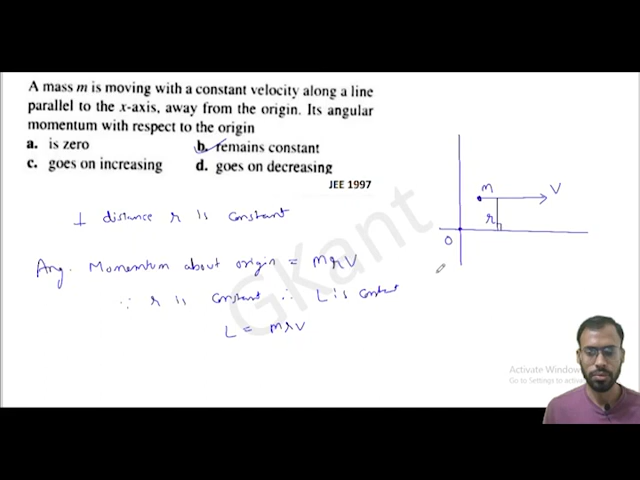 A mass m is moving with a constant velocity along a line
parallel to the x-axis, away from the origin. Its angular
momentum with respect to the origin
a. is zero b. remains constant
c. goes on increasing d. goes on decreasing
JEE 1997
⊥ distance r is constant
Ang. Momentum about origin = mrV
∵ r is constant ∴ L is constant
L = mrV
m V
r
O
GKant
Activate Windows
Go to Settings to activate